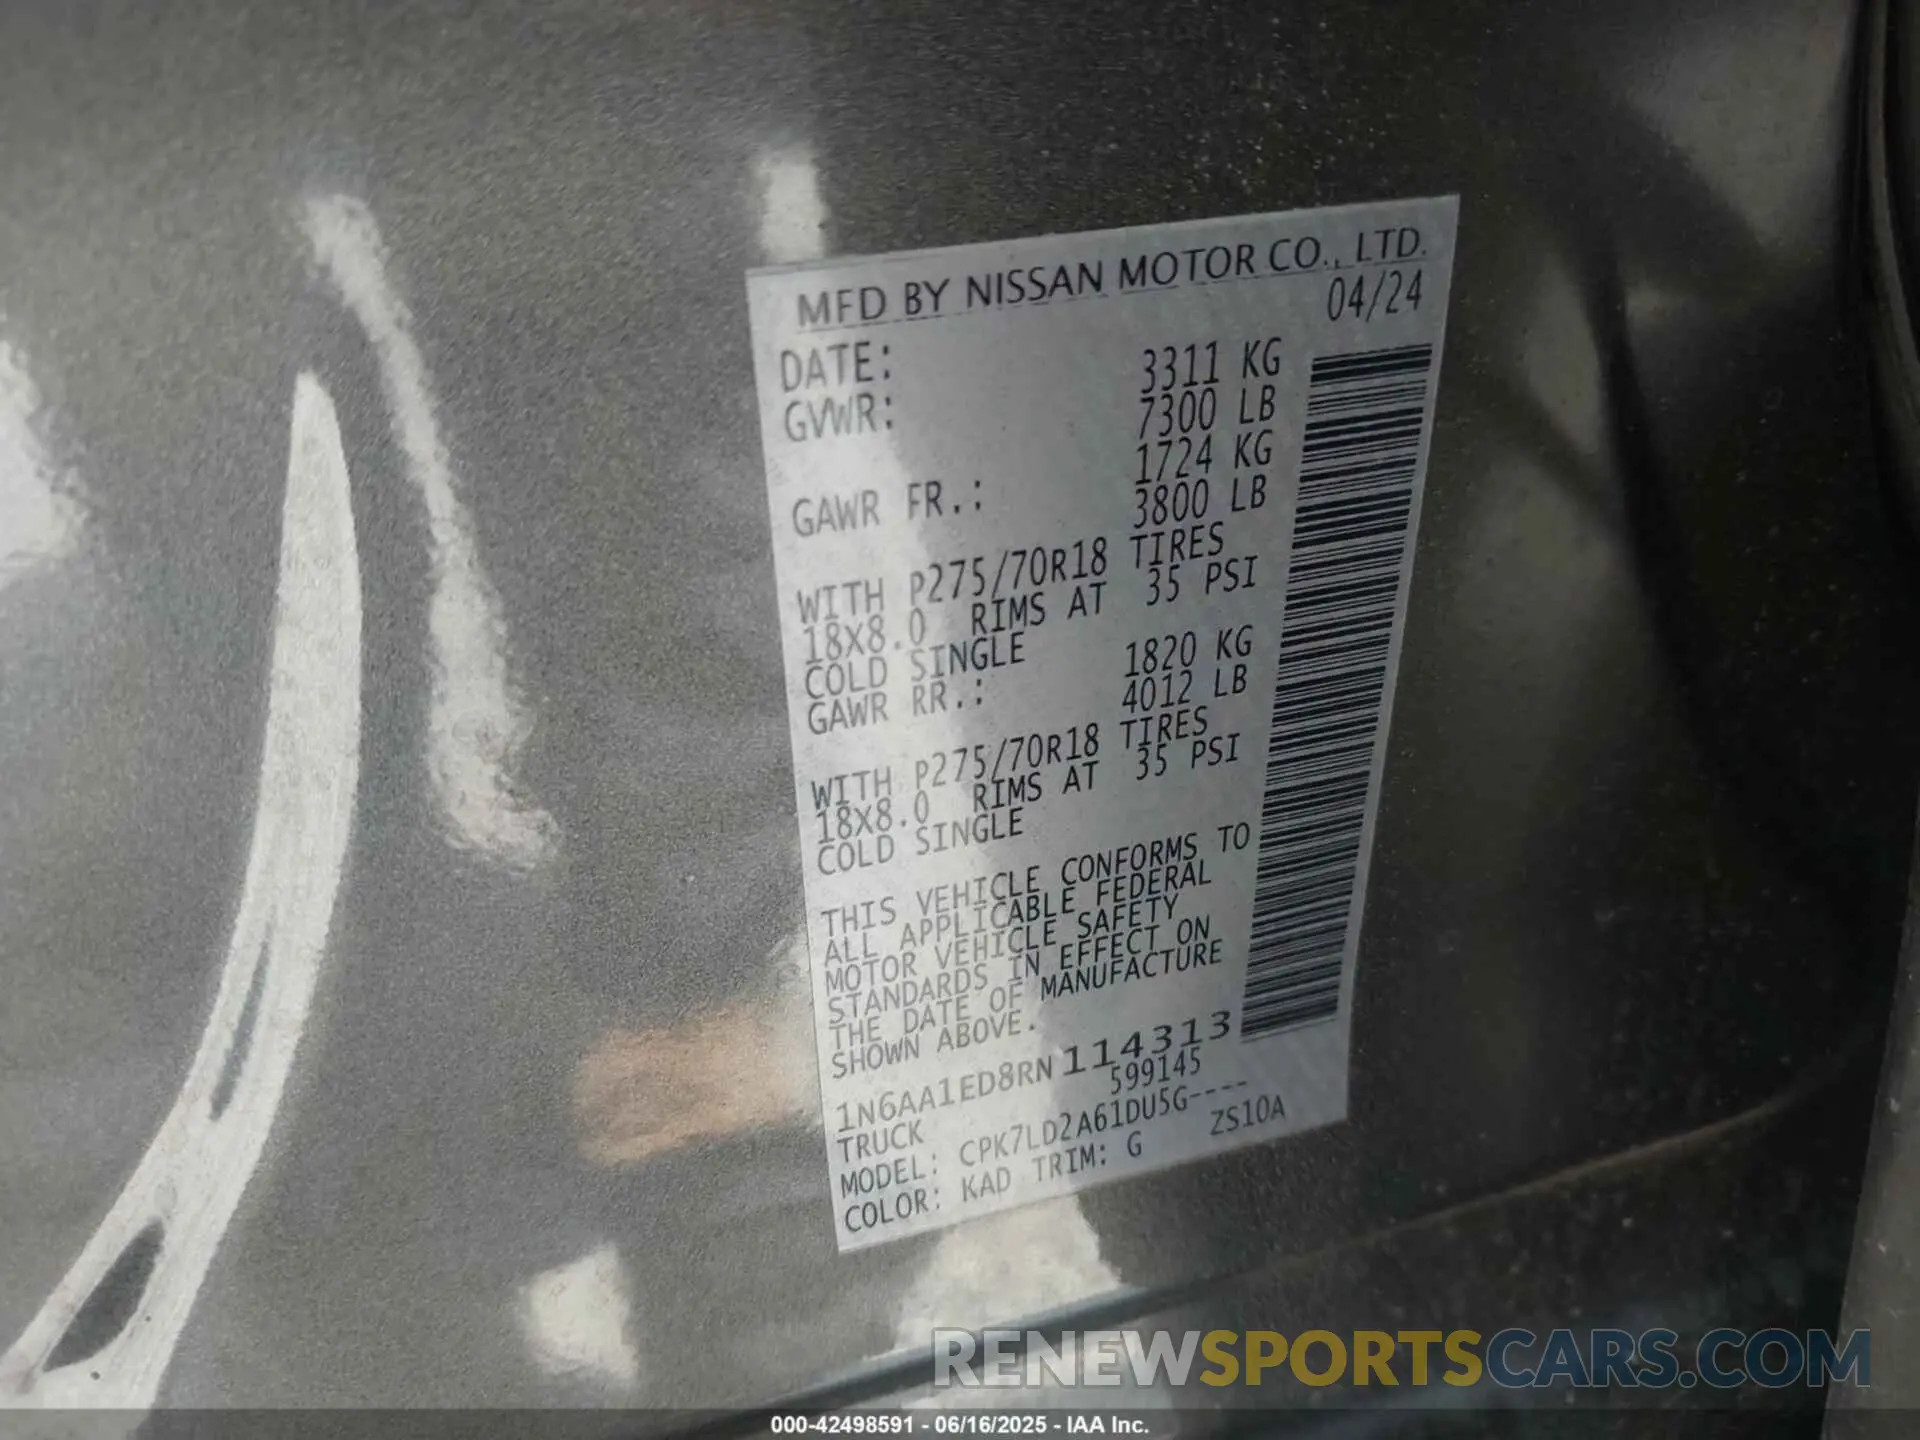 MFD BY NISSAN MOTOR CO., LTD.
DATE: 04/24
GVWR: 3311 KG
7300 LB
GAWR FR.: 1724 KG
3800 LB
WITH P275/70R18 TIRES
18X8.0 RIMS AT 35 PSI
COLD SINGLE
GAWR RR.: 1820 KG
4012 LB
WITH P275/70R18 TIRES
18X8.0 RIMS AT 35 PSI
COLD SINGLE
THIS VEHICLE CONFORMS TO
ALL APPLICABLE FEDERAL
MOTOR VEHICLE SAFETY
STANDARDS IN EFFECT ON
THE DATE OF MANUFACTURE
SHOWN ABOVE.
1N6AA1ED8RN114313
TRUCK 599145
MODEL: CPK7LD2A61DU5G----
COLOR: KAD TRIM: G ZS10A
RENEWSPORTSCARS.COM
000-42498591 - 06/16/2025 - IAA Inc.